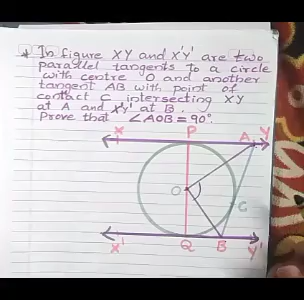 * In figure XY and X'Y' are two
parallel tangents to a circle
with centre O and another
tangent AB with point of
contact C intersecting XY
at A and X'Y' at B.
Prove that ∠AOB = 90°.
X P A Y
O
C
X' Q B Y'